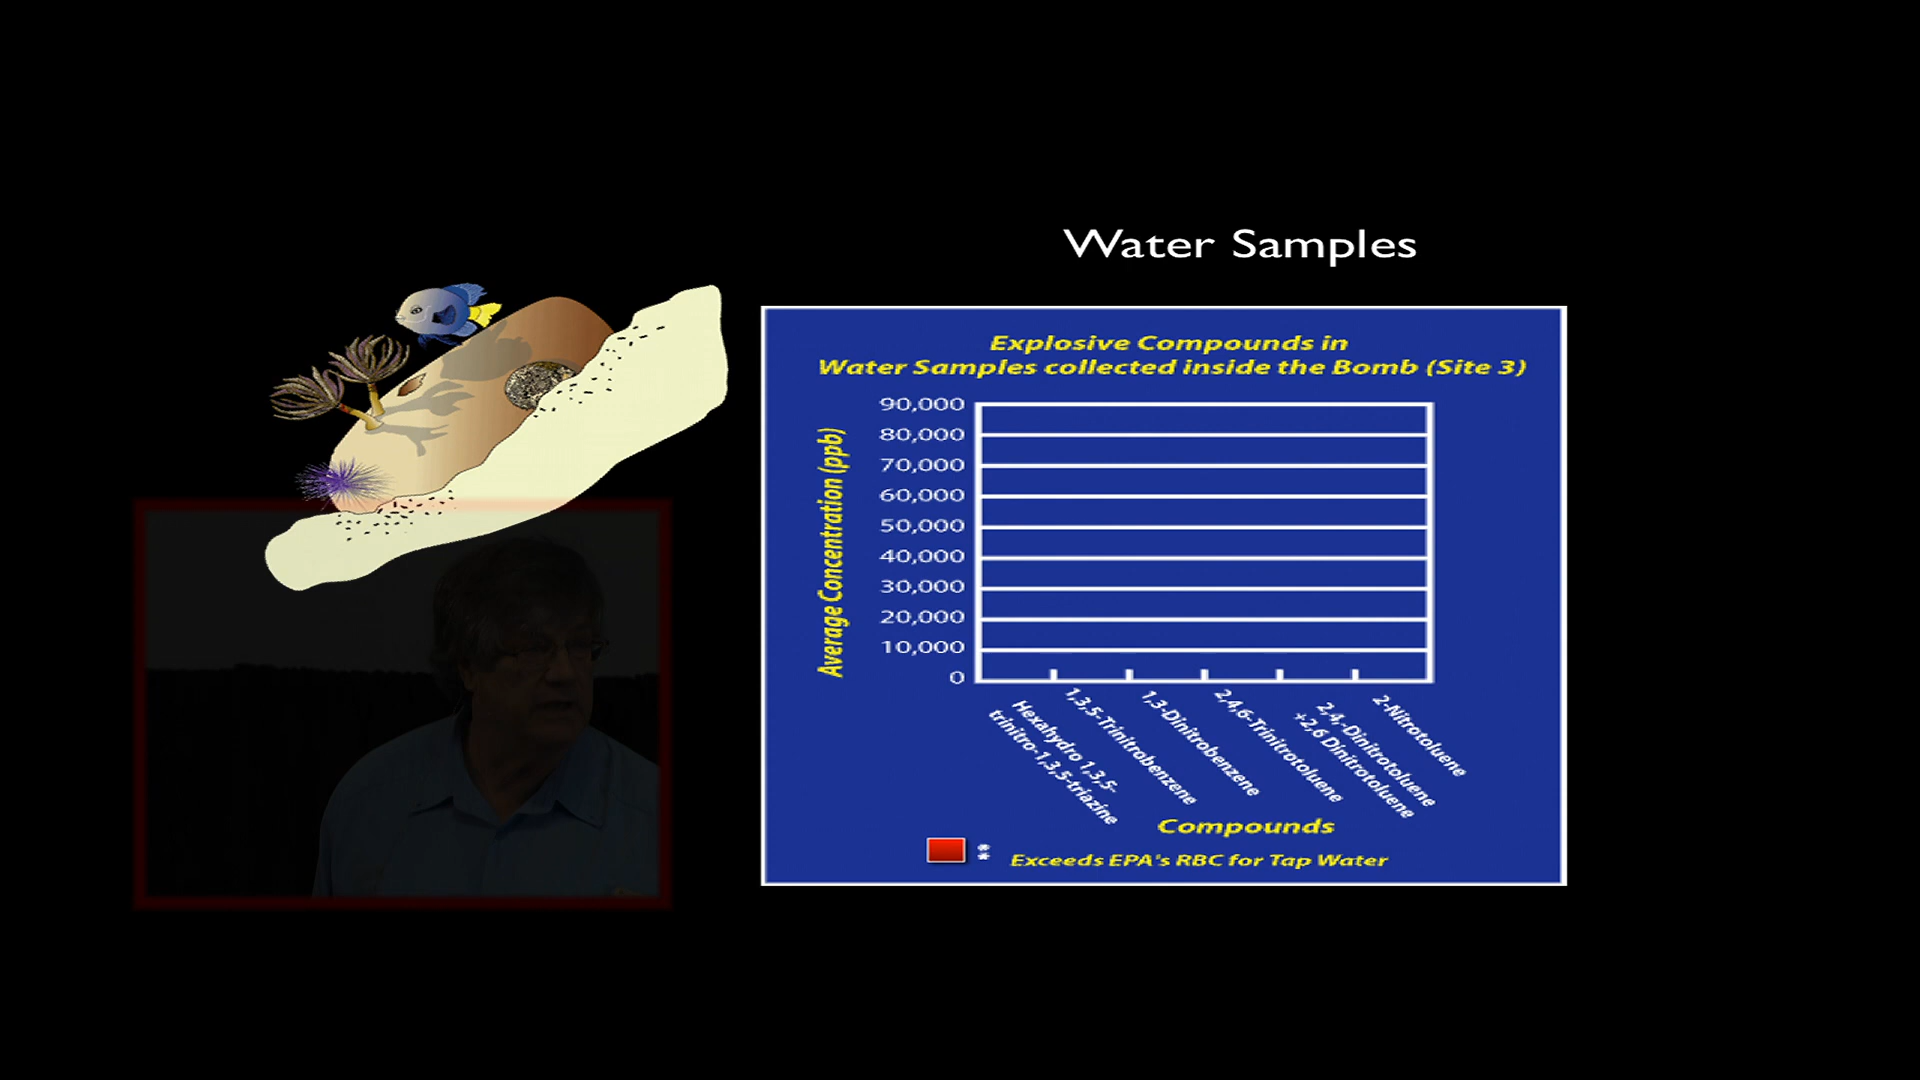 Water Samples
Explosive Compounds in
Water Samples collected inside the Bomb (Site 3)
Average Concentration (ppb)
90,000
80,000
70,000
60,000
50,000
40,000
30,000
20,000
10,000
0
Hexahydro 1,3,5-
trinitro-1,3,5-triazine
1,3,5-Trinitrobenzene
1,3-Dinitrobenzene
2,4,6-Trinitrotoluene
2,4,-Dinitrotoluene
+2,6 Dinitrotoluene
2-Nitrotoluene
Compounds
** Exceeds EPA's RBC for Tap Water